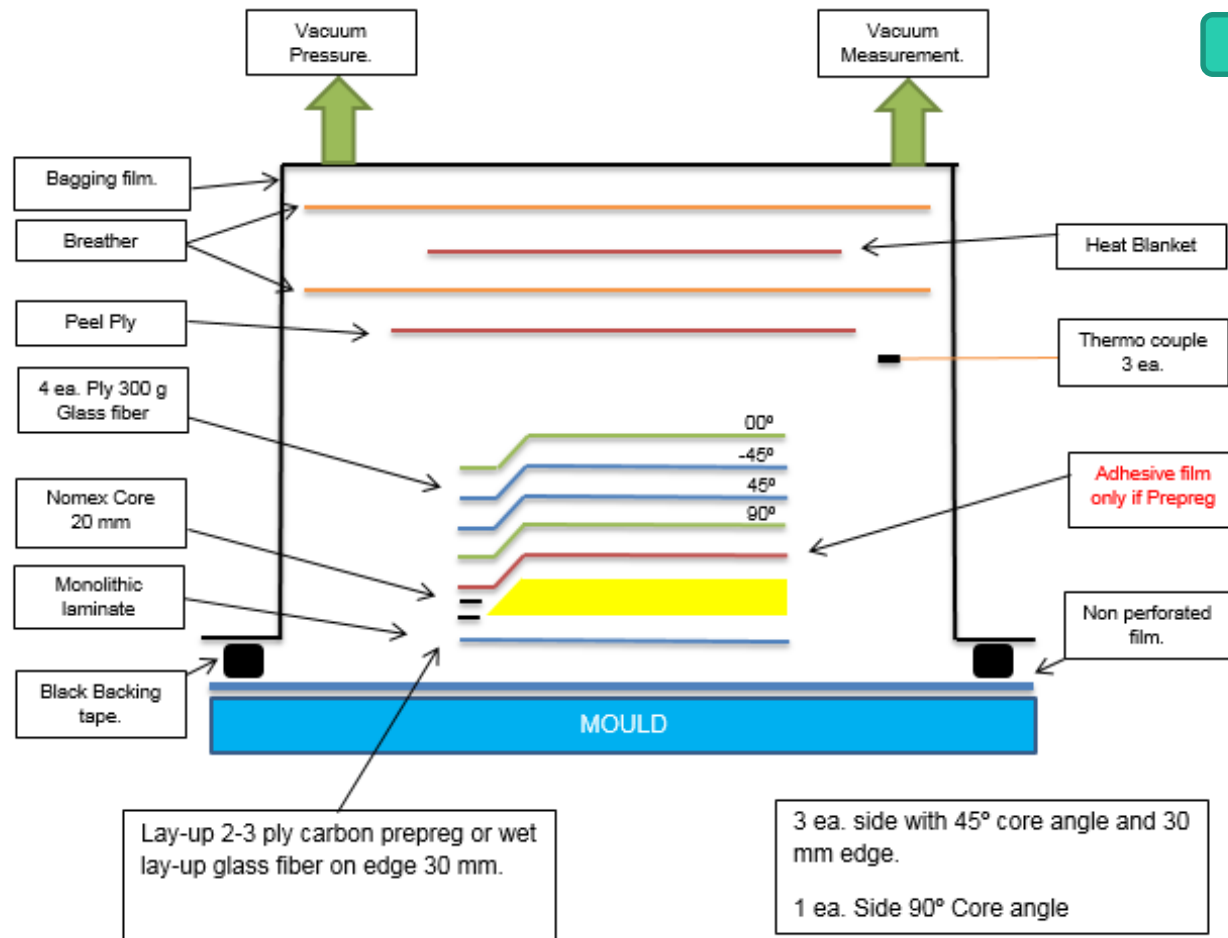 Vacuum
Pressure.
Vacuum
Measurement.
Bagging film.
Breather
Heat Blanket
Peel Ply
Thermo couple
3 ea.
4 ea. Ply 300 g
Glass fiber
00º
-45º
45º
90º
Adhesive film
only if Prepreg
Nomex Core
20 mm
Monolithic
laminate
Non perforated
film.
Black Backing
tape.
MOULD
Lay-up 2-3 ply carbon prepreg or wet
lay-up glass fiber on edge 30 mm.
3 ea. side with 45º core angle and 30
mm edge.
1 ea. Side 90º Core angle